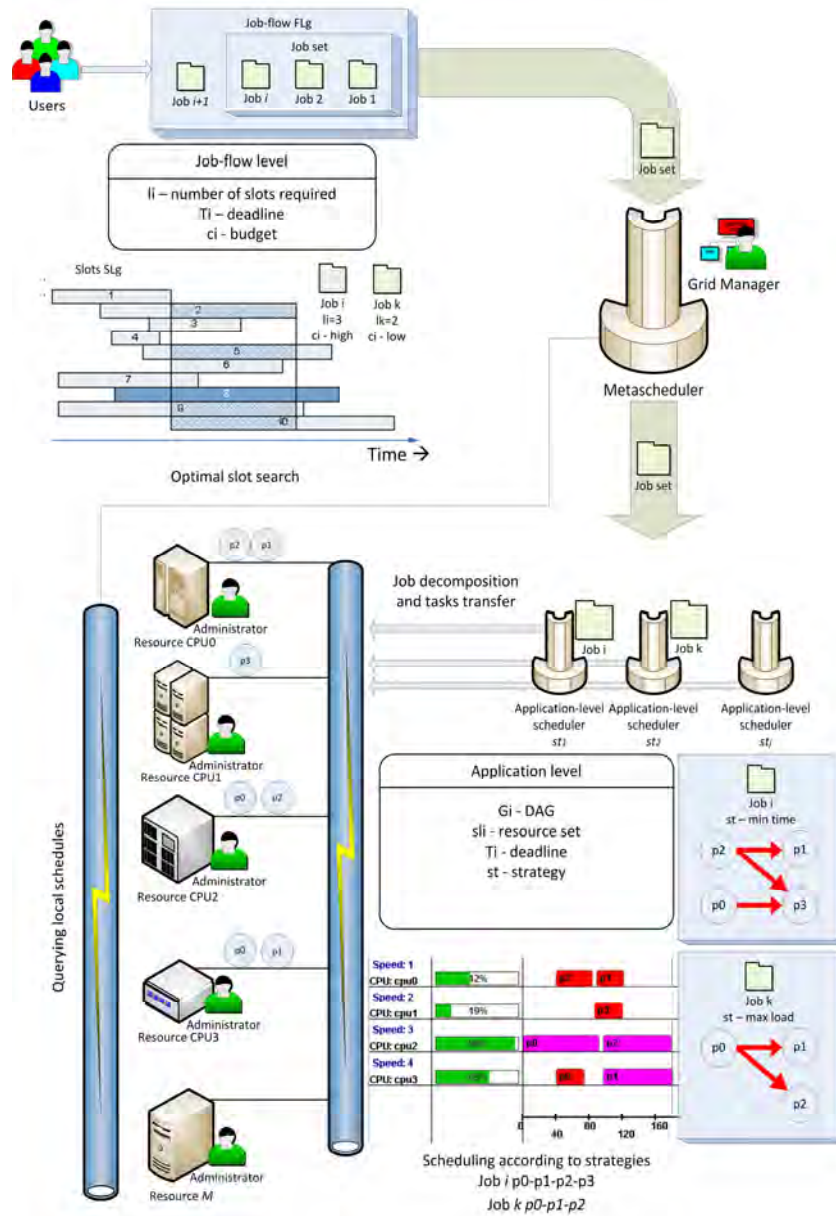 Job-flow FLg
Job set
Job i+1
Job i
Job 2
Job 1
Users
Job set
Job-flow level
li – number of slots required
Ti – deadline
ci - budget
Grid Manager
Slots SLg
Job i
li=3
ci - high
Job k
lk=2
ci - low
1
2
3
4
5
6
7
8
9
10
Metascheduler
Time →
Optimal slot search
Job set
p2
p1
Job decomposition
and tasks transfer
Administrator
Resource CPU0
Job i
Job k
p3
Application-level
scheduler
Application-level
scheduler
Application-level
scheduler
st
st
stj
Administrator
Resource CPU1
Application level
Gi - DAG
sli - resource set
Ti – deadline
st - strategy
Job i
st – min time
p2
p1
p0
p3
p0
p2
Administrator
Resource CPU2
Querying local schedules
p0
p1
Administrator
Resource CPU3
Speed: 1
CPU: cpu0
42%
p2
p1
Speed: 2
CPU: cpu1
19%
p3
Speed: 3
CPU: cpu2
p0
p2
Speed: 4
CPU: cpu3
p0
p1
0
40
80
120
160
Job k
st – max load
p0
p1
p2
Administrator
Resource M
Scheduling according to strategies
Job i p0-p1-p2-p3
Job k p0-p1-p2